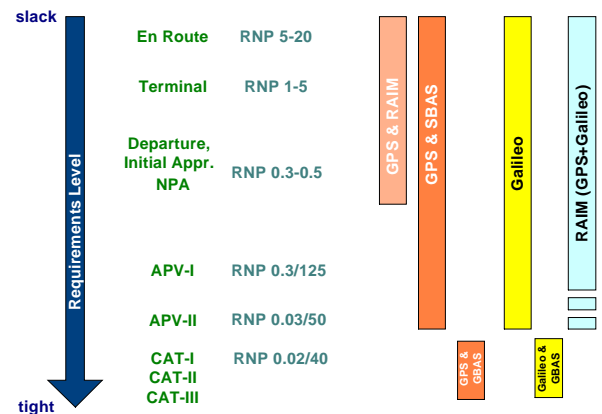 slack
En Route RNP 5-20
Terminal RNP 1-5
Departure,
Initial Appr.
NPA
RNP 0.3-0.5
APV-I RNP 0.3/125
APV-II RNP 0.03/50
CAT-I RNP 0.02/40
CAT-II
CAT-III
tight
Requirements Level
GPS & RAIM
GPS & SBAS
Galileo
RAIM (GPS+Galileo)
GPS &
GBAS
Galileo &
GBAS